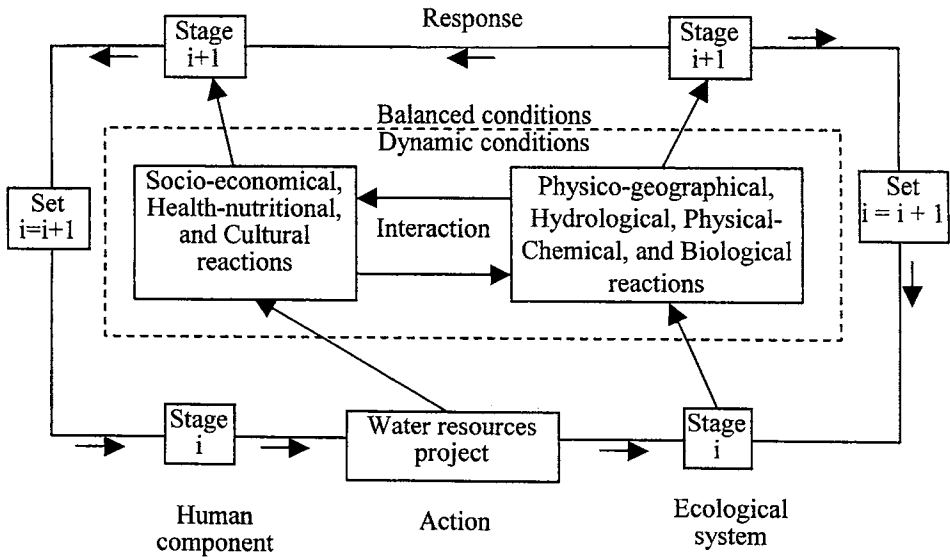 Response
Stage
i+1
Stage
i+1
Balanced conditions
Dynamic conditions
Socio-economical,
Health-nutritional,
and Cultural
reactions
Interaction
Physico-geographical,
Hydrological, Physical-
Chemical, and Biological
reactions
Set
i=i+1
Set
i = i + 1
Stage
i
Water resources
project
Stage
i
Human
component
Action
Ecological
system